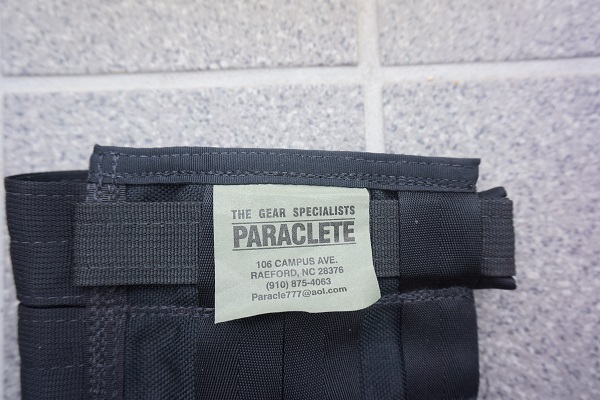 THE GEAR SPECIALISTS
PARACLETE
106 CAMPUS AVE.
RAEFORD, NC 28376
(910) 875-4063
Paracle777@aol.com